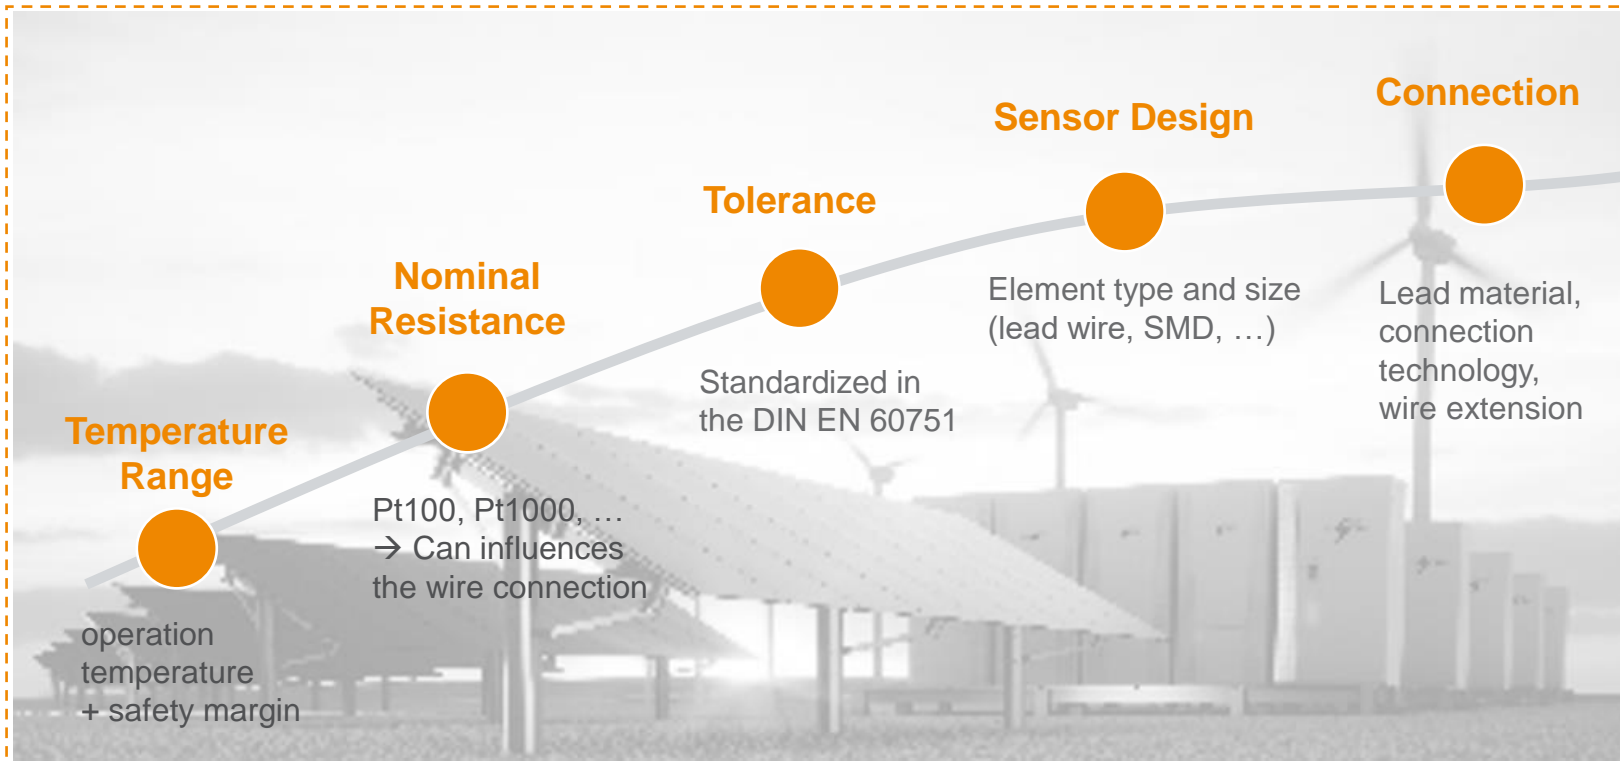 Temperature
Range
operation
temperature
+ safety margin
Nominal
Resistance
Pt100, Pt1000, …
→ Can influences
the wire connection
Tolerance
Standardized in
the DIN EN 60751
Sensor Design
Element type and size
(lead wire, SMD, …)
Connection
Lead material,
connection
technology,
wire extension